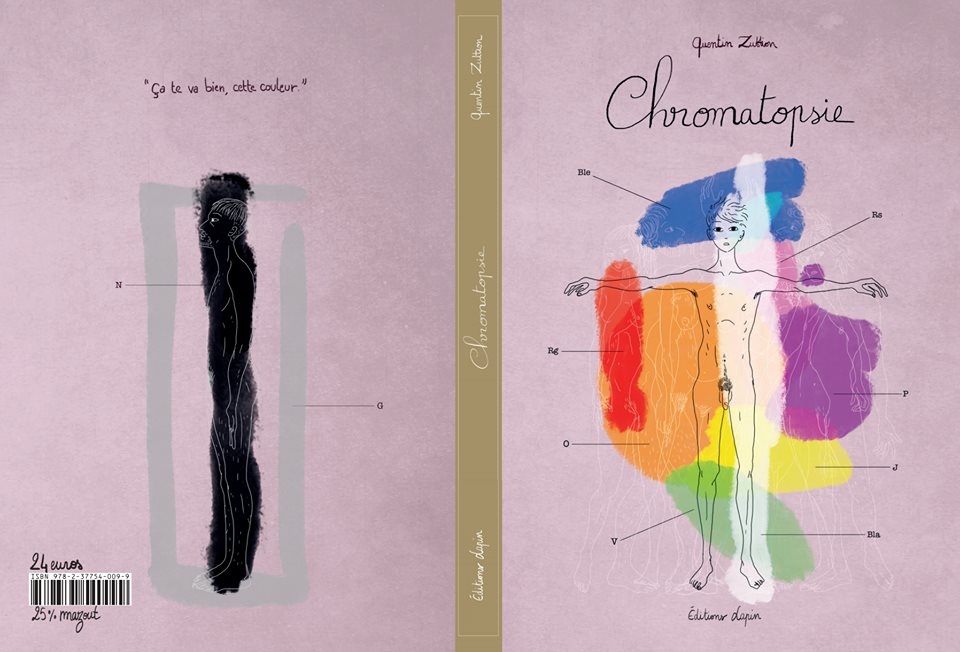 "Ça te va bien, cette couleur."
N
G
24 euros
ISBN 978-2-37754-009-9
25% mazout
Quentin Zuttion
Chromatopsie
Éditions Lapin
Quentin Zuttion
Chromatopsie
Ble
Rs
Rg
P
O
J
V
Bla
Éditions Lapin